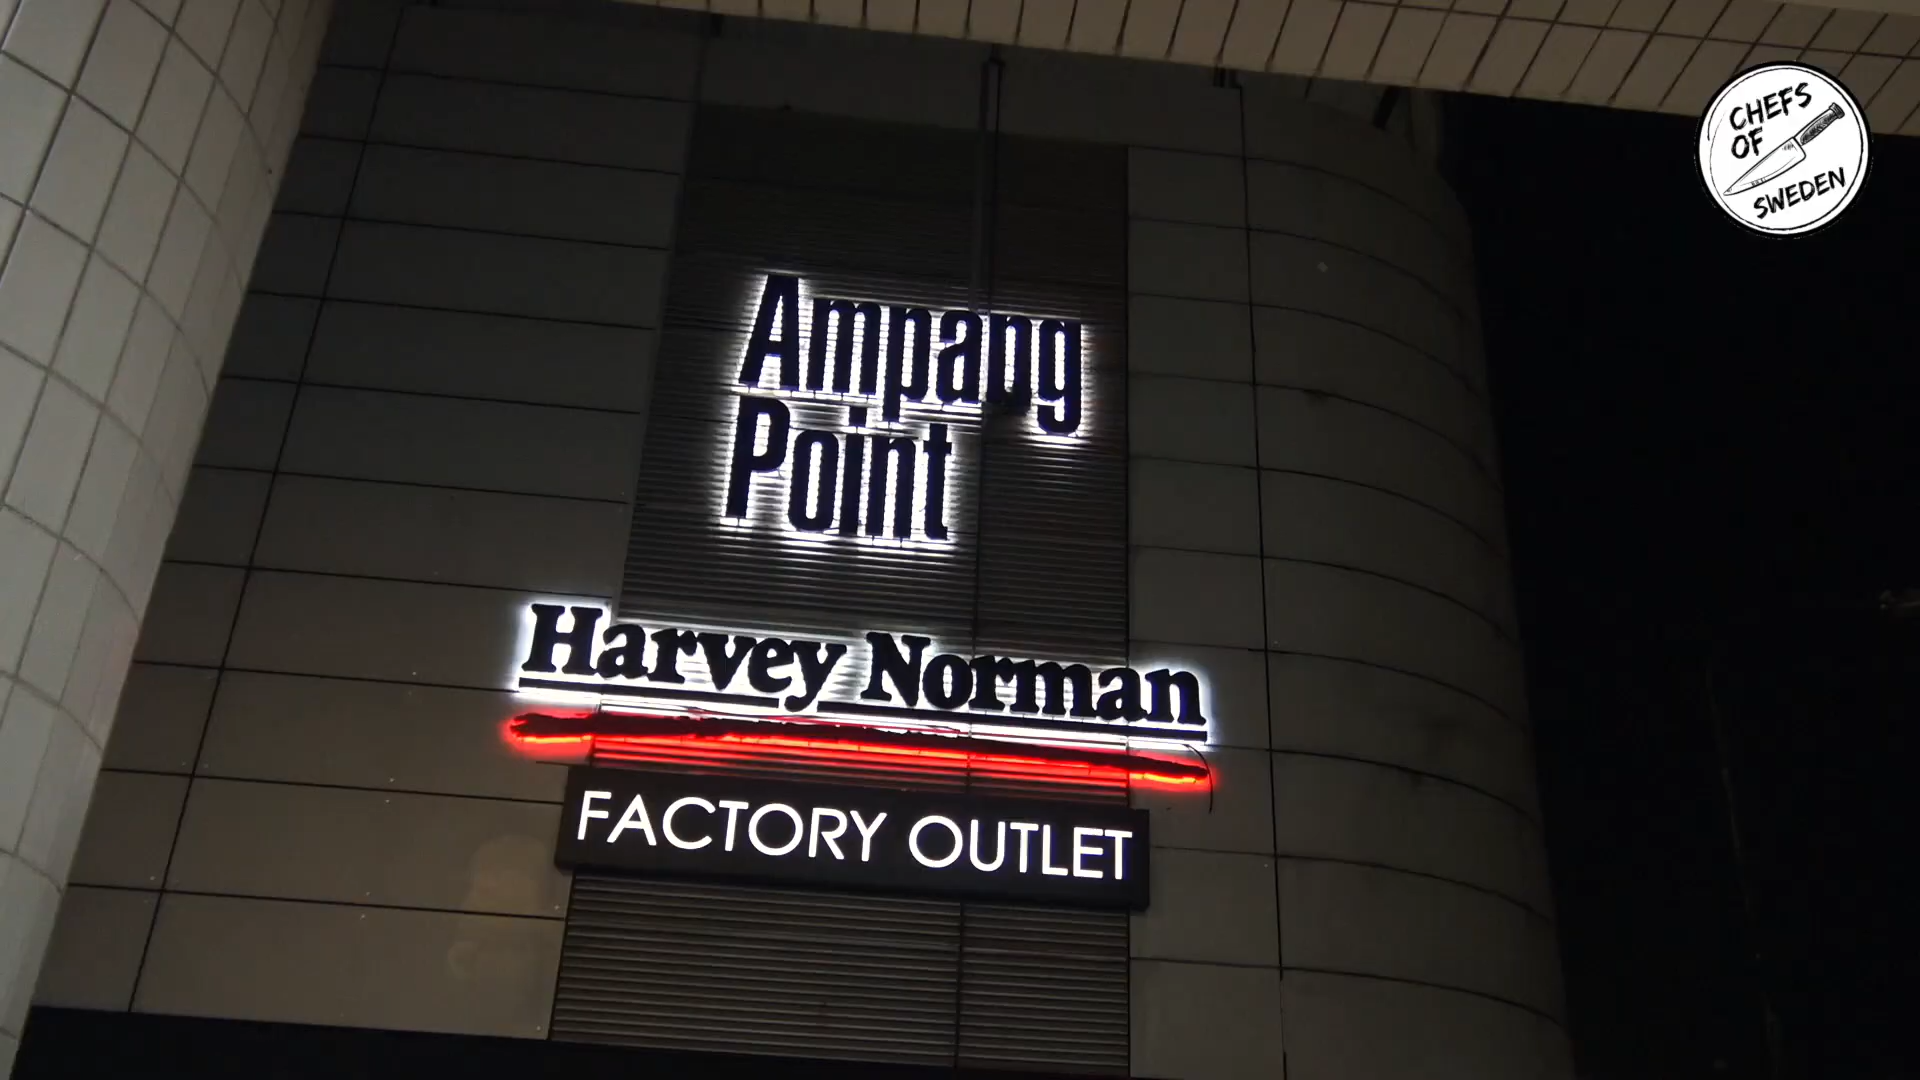 CHEFS
OF
SWEDEN
Ampang
Point
Harvey Norman
FACTORY OUTLET